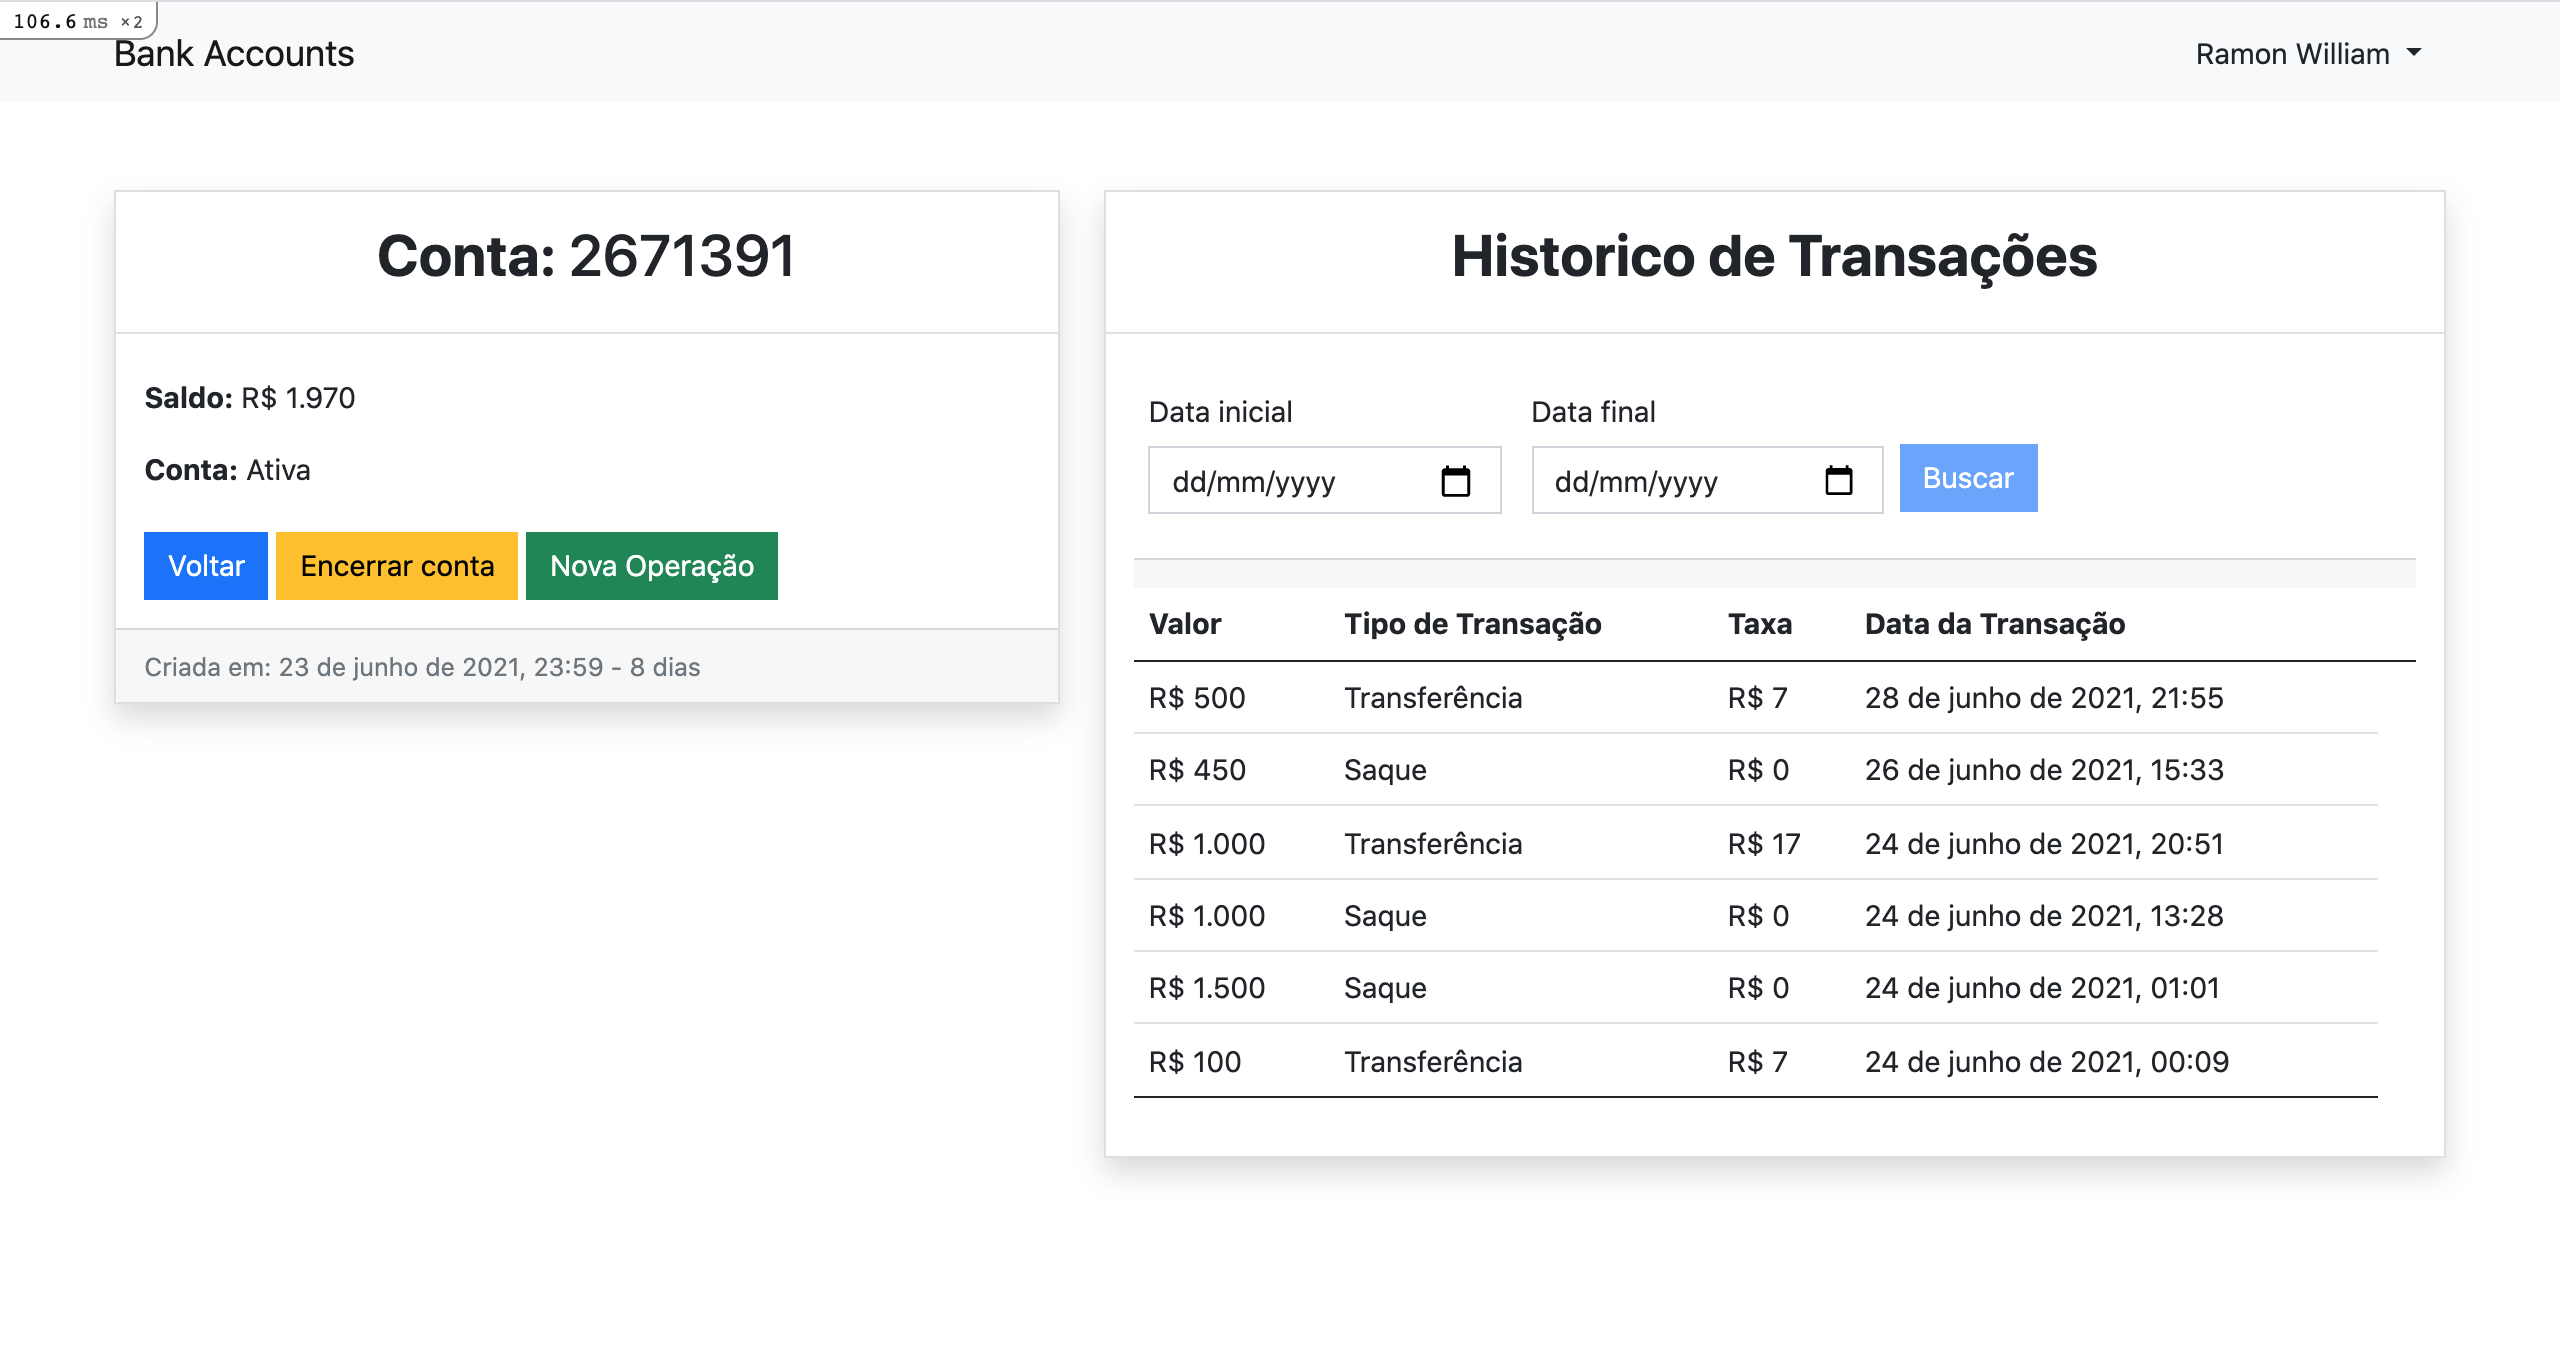 106.6 ms ×2
Bank Accounts
Ramon William
Conta: 2671391
Saldo: R$ 1.970
Conta: Ativa
Voltar Encerrar conta Nova Operação
Criada em: 23 de junho de 2021, 23:59 - 8 dias
Historico de Transações
Data inicial Data final
dd/mm/yyyy dd/mm/yyyy Buscar
Valor Tipo de Transação Taxa Data da Transação
R$ 500 Transferência R$ 7 28 de junho de 2021, 21:55
R$ 450 Saque R$ 0 26 de junho de 2021, 15:33
R$ 1.000 Transferência R$ 17 24 de junho de 2021, 20:51
R$ 1.000 Saque R$ 0 24 de junho de 2021, 13:28
R$ 1.500 Saque R$ 0 24 de junho de 2021, 01:01
R$ 100 Transferência R$ 7 24 de junho de 2021, 00:09